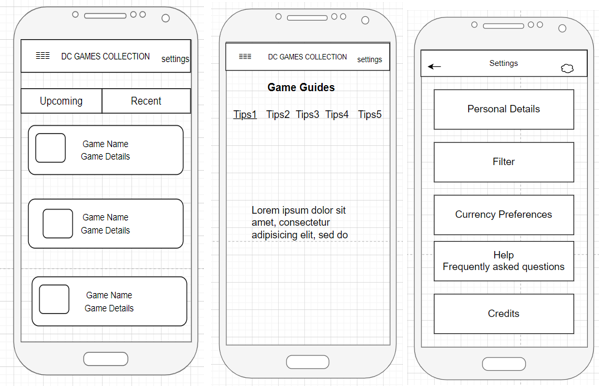 DC GAMES COLLECTION settings
Upcoming Recent
Game Name
Game Details
Game Name
Game Details
Game Name
Game Details
DC GAMES COLLECTION settings
Game Guides
Tips1 Tips2 Tips3 Tips4 Tips5
Lorem ipsum dolor sit
amet, consectetur
adipisicing elit, sed do
Settings
Personal Details
Filter
Currency Preferences
Help
Frequently asked questions
Credits